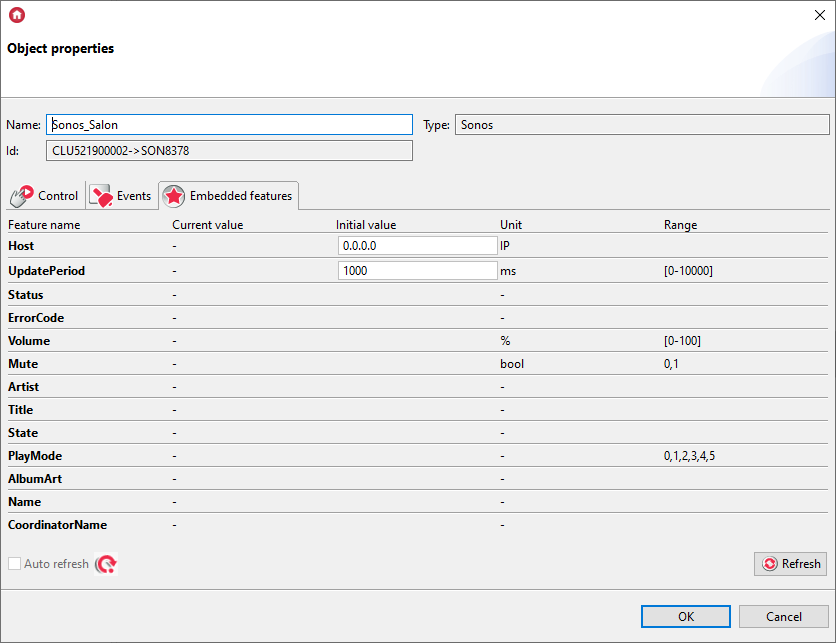 Object properties
Name: Sonos_Salon Type: Sonos
Id: CLU521900002->SON8378
Control Events Embedded features
Feature name Current value Initial value Unit Range
Host - 0.0.0.0 IP
UpdatePeriod - 1000 ms [0-10000]
Status - -
ErrorCode - -
Volume - % [0-100]
Mute - bool 0,1
Artist - -
Title - -
State - -
PlayMode - - 0,1,2,3,4,5
AlbumArt - -
Name - -
CoordinatorName - -
Auto refresh Refresh
OK Cancel